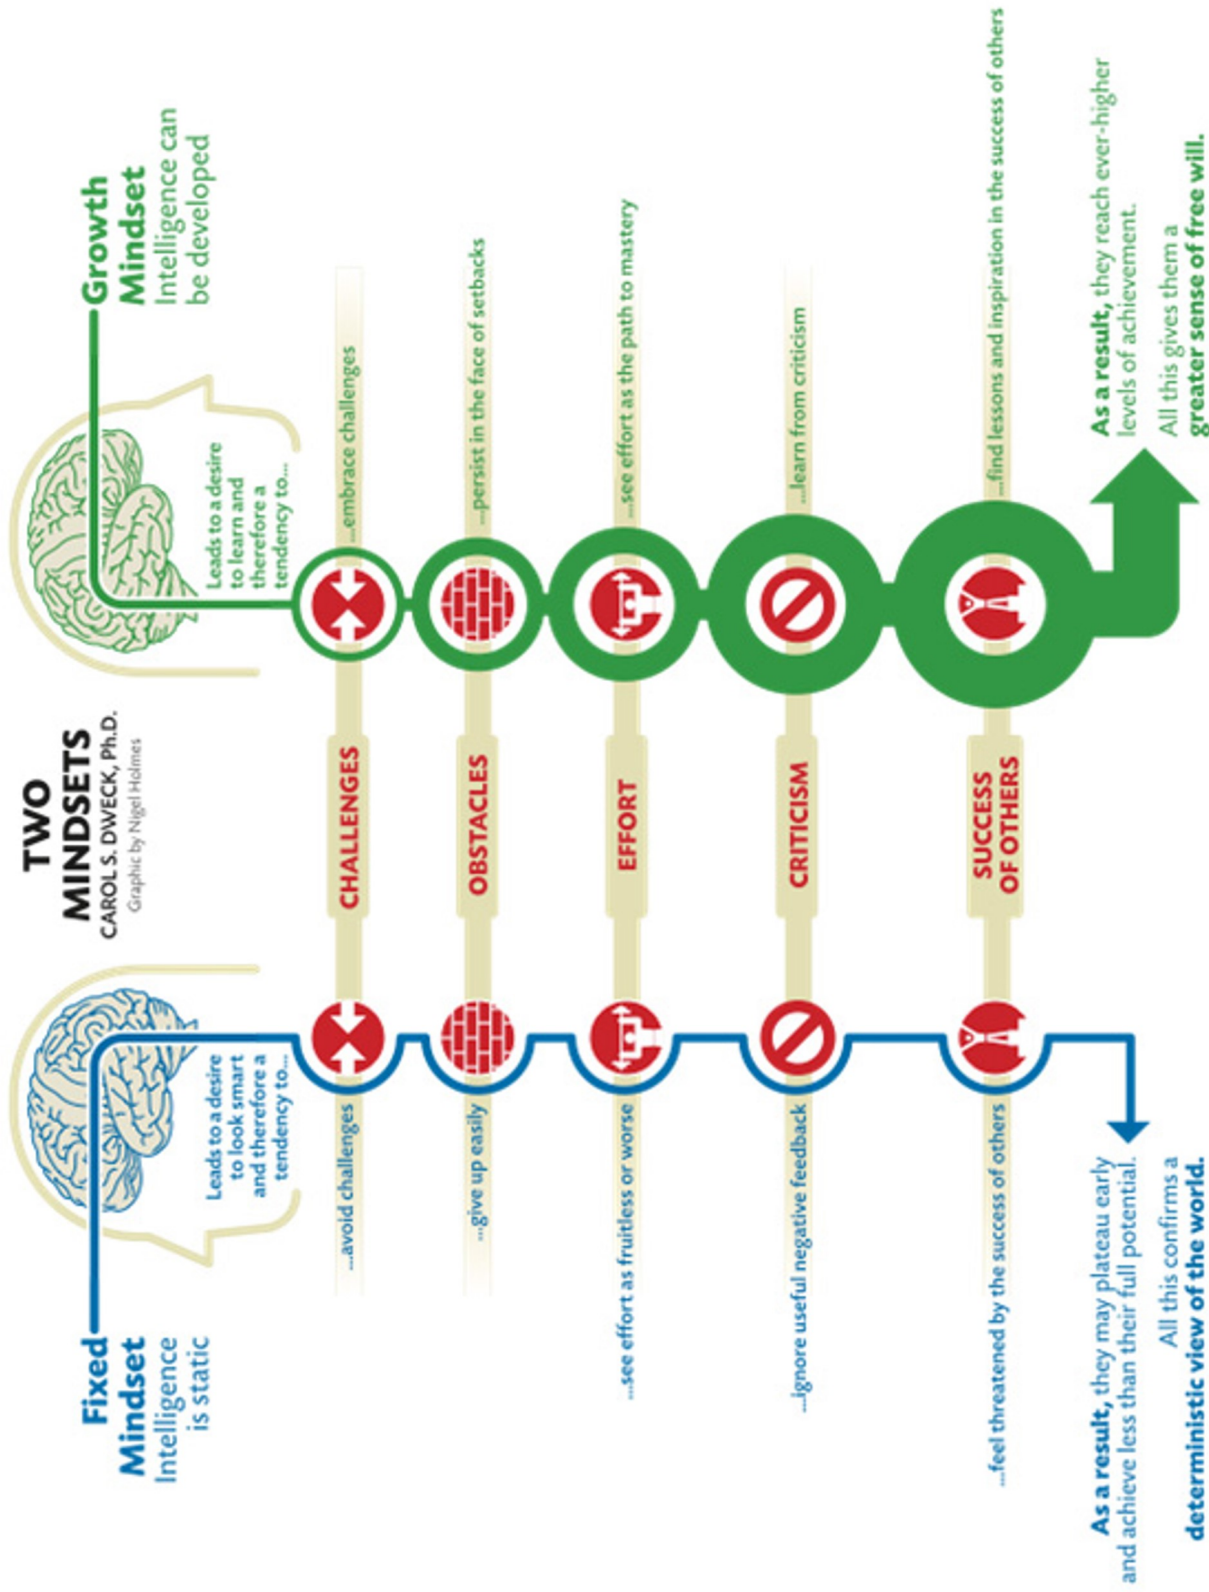 TWO
MINDSETS
CAROL S. DWECK, Ph.D.
Graphic by Nigel Holmes
Fixed
Mindset
Intelligence
is static
Leads to a desire
to look smart
and therefore a
tendency to...
Growth
Mindset
Intelligence can
be developed
Leads to a desire
to learn and
therefore a
tendency to...
CHALLENGES
...avoid challenges
...embrace challenges
OBSTACLES
...give up easily
...persist in the face of setbacks
EFFORT
...see effort as fruitless or worse
...see effort as the path to mastery
CRITICISM
...ignore useful negative feedback
...learn from criticism
SUCCESS
OF OTHERS
...feel threatened by the success of others
...find lessons and inspiration in the success of others
As a result, they may plateau early
and achieve less than their full potential.
All this confirms a
deterministic view of the world.
As a result, they reach ever-higher
levels of achievement.
All this gives them a
greater sense of free will.